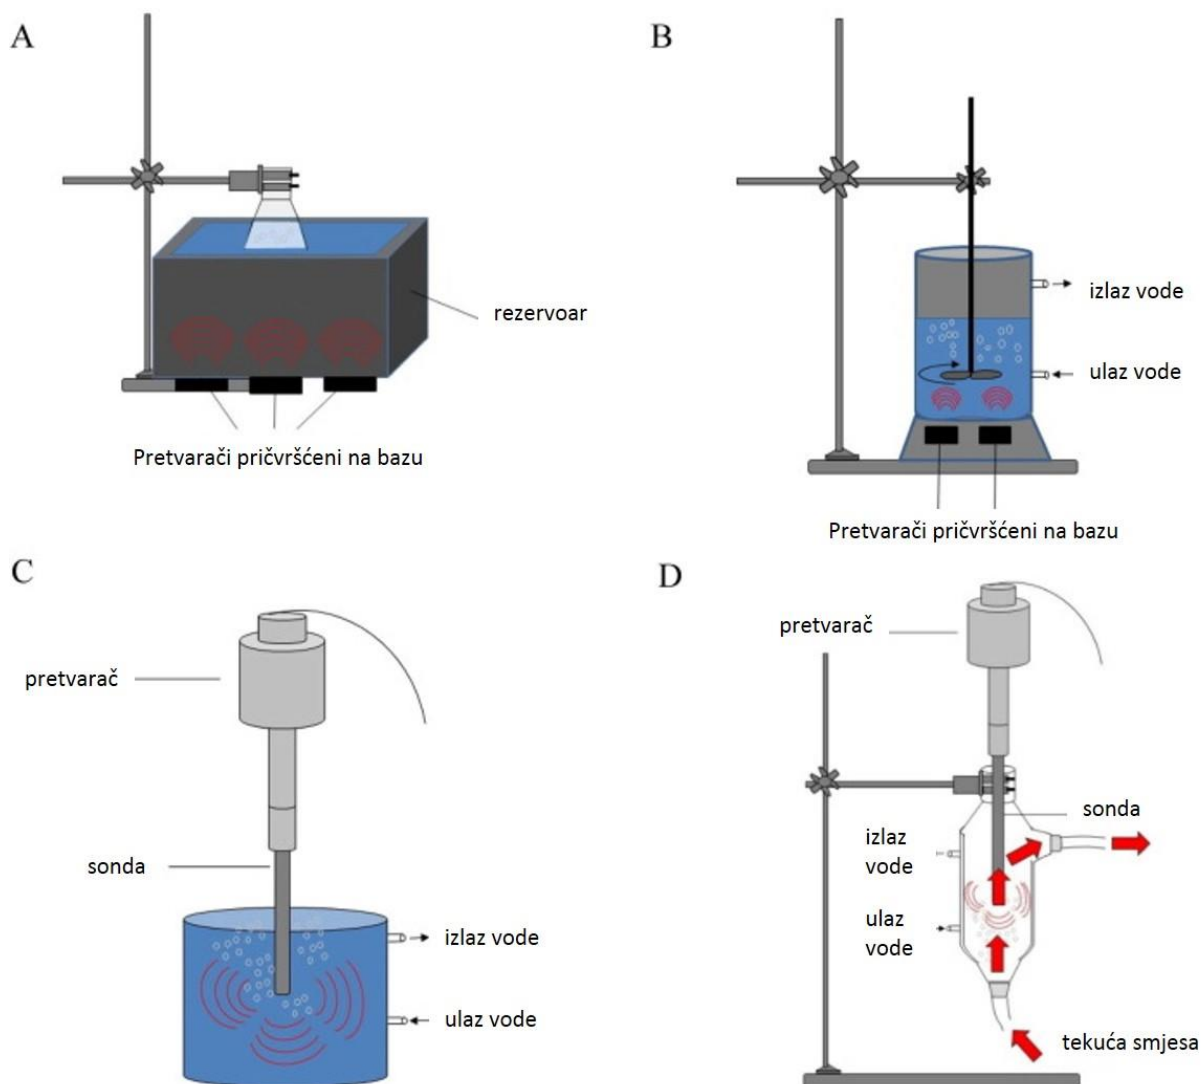 A
rezervoar
Pretvarači pričvršćeni na bazu
B
izlaz vode
ulaz vode
Pretvarači pričvršćeni na bazu
C
pretvarač
sonda
izlaz vode
ulaz vode
D
pretvarač
sonda
izlaz
vode
ulaz
vode
tekuća smjesa